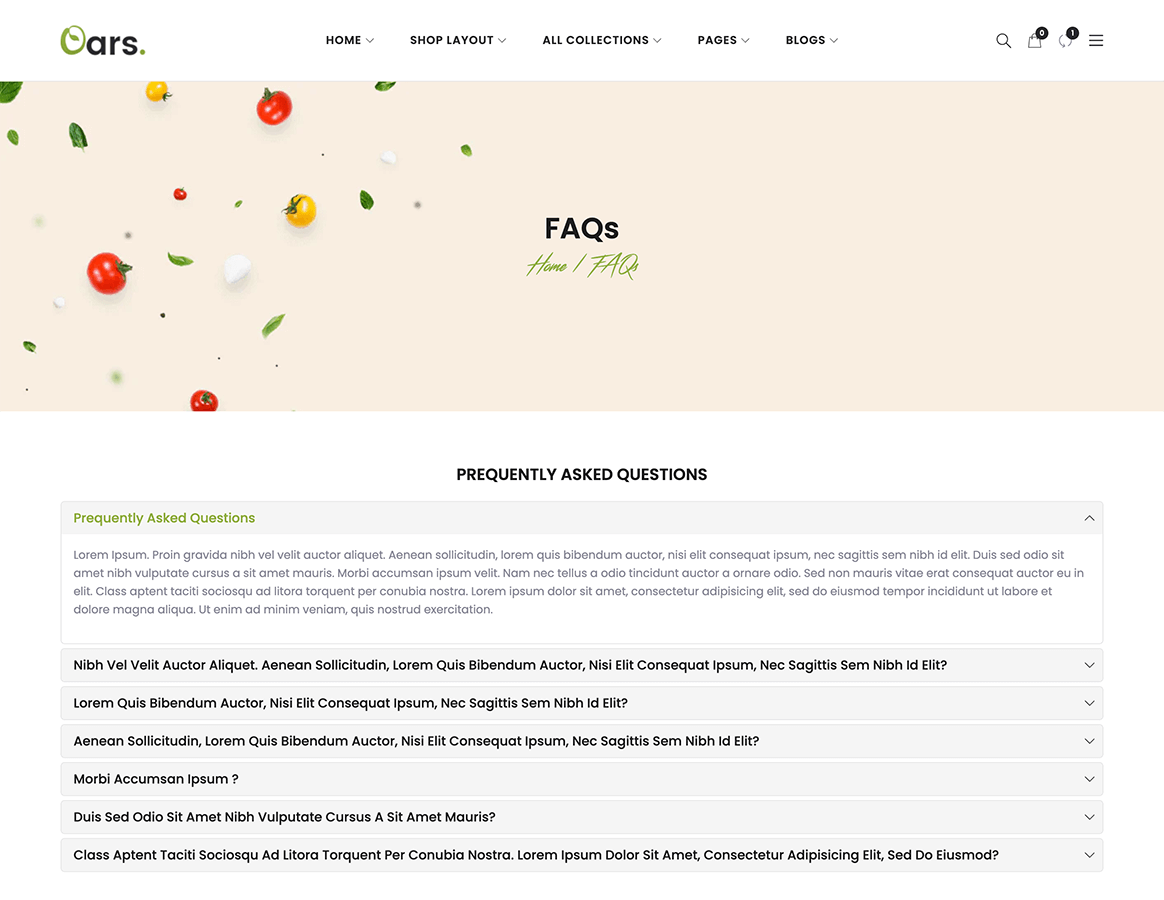 Oars.
HOME SHOP LAYOUT ALL COLLECTIONS PAGES BLOGS 0 1
FAQs
Home / FAQs
PREQUENTLY ASKED QUESTIONS
Prequently Asked Questions
Lorem Ipsum. Proin gravida nibh vel velit auctor aliquet. Aenean sollicitudin, lorem quis bibendum auctor, nisi elit consequat ipsum, nec sagittis sem nibh id elit. Duis sed odio sit
amet nibh vulputate cursus a sit amet mauris. Morbi accumsan ipsum velit. Nam nec tellus a odio tincidunt auctor a ornare odio. Sed non mauris vitae erat consequat auctor eu in
elit. Class aptent taciti sociosqu ad litora torquent per conubia nostra. Lorem ipsum dolor sit amet, consectetur adipisicing elit, sed do eiusmod tempor incididunt ut labore et
dolore magna aliqua. Ut enim ad minim veniam, quis nostrud exercitation.
Nibh Vel Velit Auctor Aliquet. Aenean Sollicitudin, Lorem Quis Bibendum Auctor, Nisi Elit Consequat Ipsum, Nec Sagittis Sem Nibh Id Elit?
Lorem Quis Bibendum Auctor, Nisi Elit Consequat Ipsum, Nec Sagittis Sem Nibh Id Elit?
Aenean Sollicitudin, Lorem Quis Bibendum Auctor, Nisi Elit Consequat Ipsum, Nec Sagittis Sem Nibh Id Elit?
Morbi Accumsan Ipsum ?
Duis Sed Odio Sit Amet Nibh Vulputate Cursus A Sit Amet Mauris?
Class Aptent Taciti Sociosqu Ad Litora Torquent Per Conubia Nostra. Lorem Ipsum Dolor Sit Amet, Consectetur Adipisicing Elit, Sed Do Eiusmod?